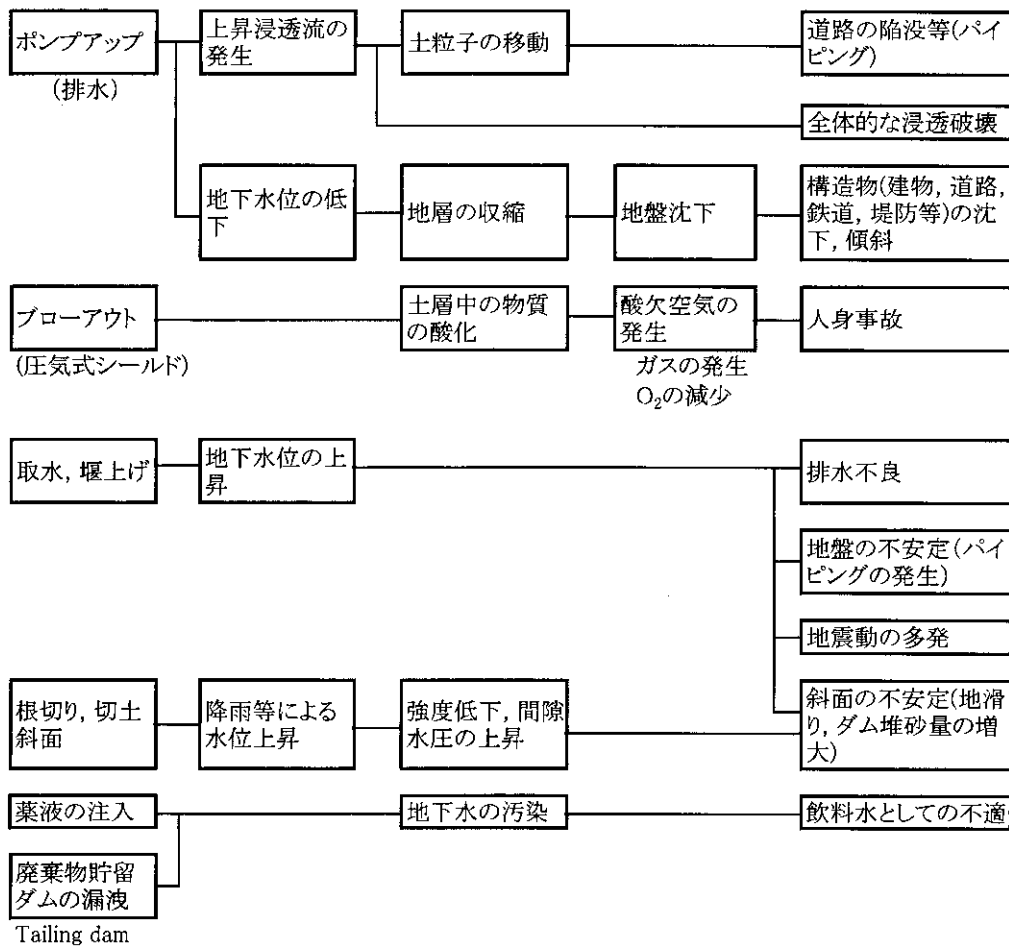 ポンプアップ
(排水)
上昇浸透流の
発生
土粒子の移動
道路の陥没等(パイ
ピング)
全体的な浸透破壊
地下水位の低
下
地層の収縮
地盤沈下
構造物(建物, 道路,
鉄道, 堤防等)の沈
下, 傾斜
ブローアウト
(圧気式シールド)
土層中の物質
の酸化
酸欠空気の
発生
ガスの発生
O₂の減少
人身事故
取水, 堰上げ
地下水位の上
昇
排水不良
地盤の不安定(パイ
ピングの発生)
地震動の多発
根切り, 切土
斜面
降雨等による
水位上昇
強度低下, 間隙
水圧の上昇
斜面の不安定(地滑
り, ダム堆砂量の増
大)
薬液の注入
地下水の汚染
飲料水としての不適
廃棄物貯留
ダムの漏洩
Tailing dam